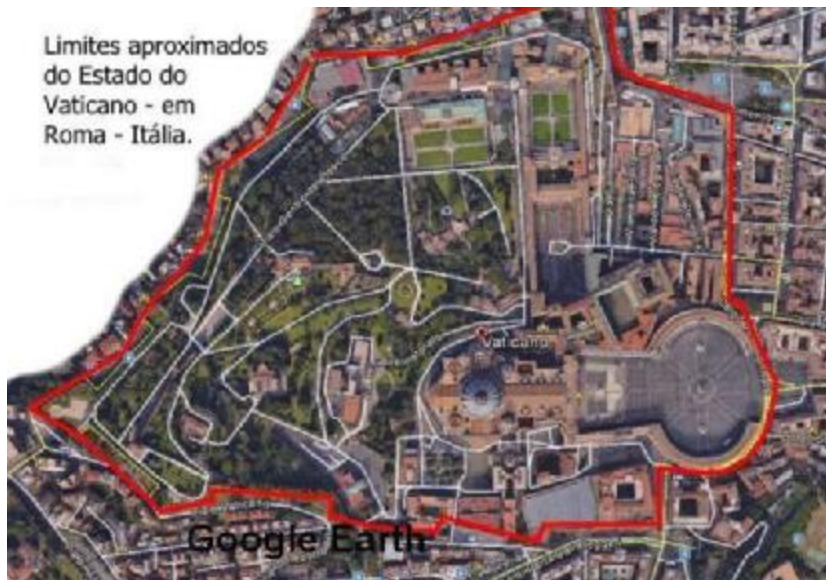 Limites aproximados
do Estado do
Vaticano - em
Roma - Itália.
Vaticano
Google Earth